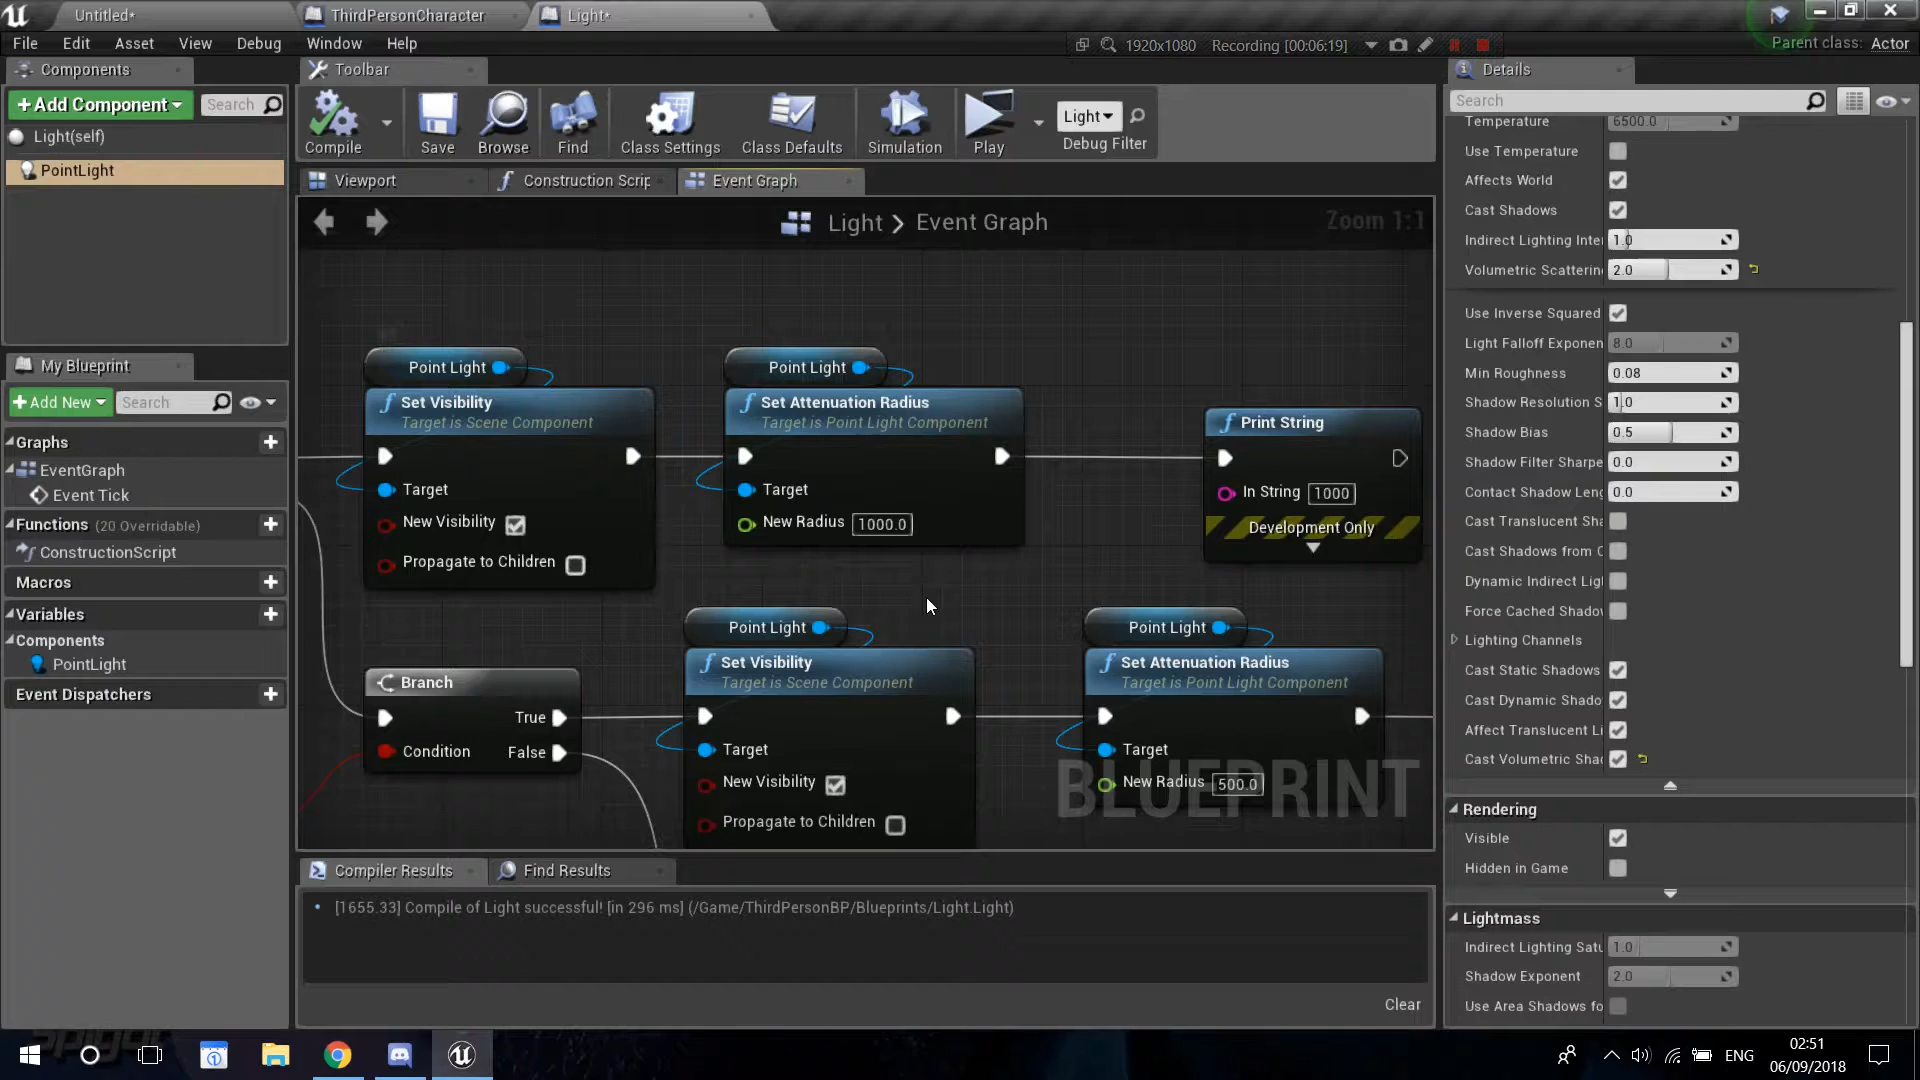 Untitled*
ThirdPersonCharacter
Light*
File Edit Asset View Debug Window Help
1920x1080 Recording [00:06:19]
Parent class: Actor
Components
+Add Component
Search
Light(self)
PointLight
My Blueprint
+Add New
Search
Graphs
EventGraph
Event Tick
Functions (20 Overridable)
ConstructionScript
Macros
Variables
Components
PointLight
Event Dispatchers
Toolbar
Compile
Save
Browse
Find
Class Settings
Class Defaults
Simulation
Play
Light
Debug Filter
Viewport
Construction Scrip
Event Graph
Light > Event Graph
Zoom 1:1
Point Light
Set Visibility
Target is Scene Component
Target
New Visibility
Propagate to Children
Point Light
Set Attenuation Radius
Target is Point Light Component
Target
New Radius 1000.0
Print String
In String 1000
Development Only
Branch
True
Condition False
Point Light
Set Visibility
Target is Scene Component
Target
New Visibility
Propagate to Children
Point Light
Set Attenuation Radius
Target is Point Light Component
Target
New Radius 500.0
BLUEPRINT
Compiler Results
Find Results
[1655.33] Compile of Light successful! [in 296 ms] (/Game/ThirdPersonBP/Blueprints/Light.Light)
Clear
Details
Search
Temperature 6500.0
Use Temperature
Affects World
Cast Shadows
Indirect Lighting Inte 1.0
Volumetric Scattering 2.0
Use Inverse Squared
Light Falloff Exponen 8.0
Min Roughness 0.08
Shadow Resolution S 1.0
Shadow Bias 0.5
Shadow Filter Sharpe 0.0
Contact Shadow Leng 0.0
Cast Translucent Sha
Cast Shadows from C
Dynamic Indirect Ligh
Force Cached Shadow
Lighting Channels
Cast Static Shadows
Cast Dynamic Shado
Affect Translucent Li
Cast Volumetric Shad
Rendering
Visible
Hidden in Game
Lightmass
Indirect Lighting Satu 1.0
Shadow Exponent 2.0
Use Area Shadows fo
ENG
02:51
06/09/2018